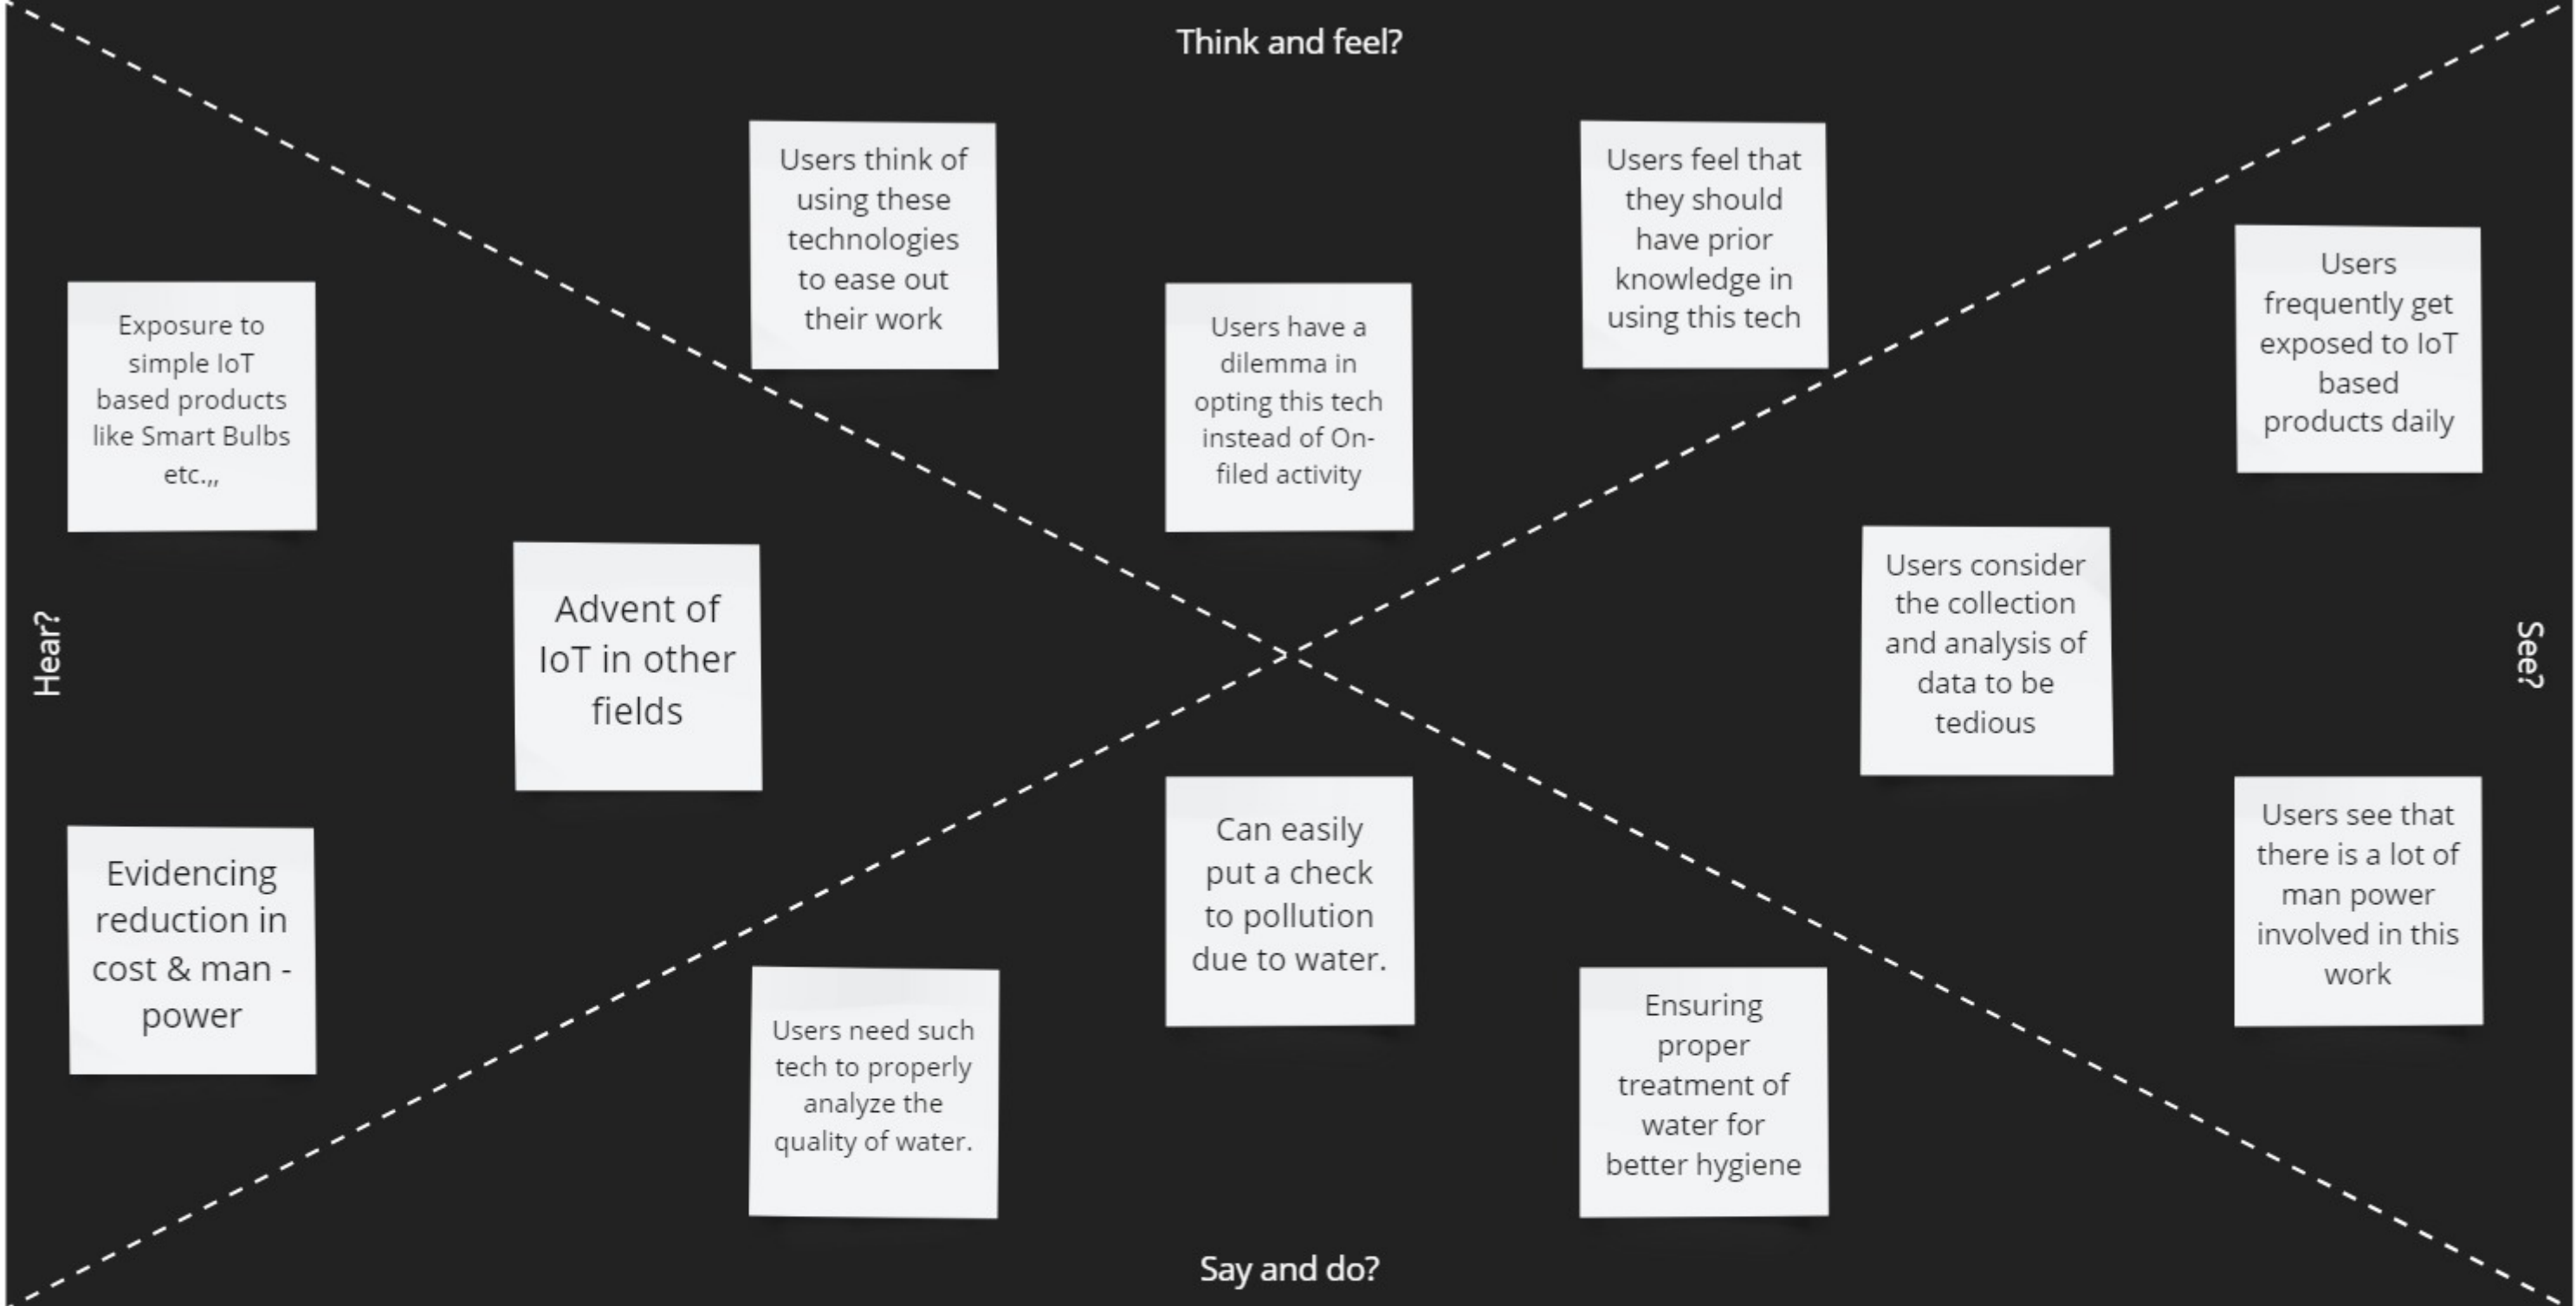 Think and feel?
Users think of
using these
technologies
to ease out
their work
Users have a
dilemma in
opting this tech
instead of On-
filed activity
Users feel that
they should
have prior
knowledge in
using this tech
Hear?
Exposure to
simple IoT
based products
like Smart Bulbs
etc.,,
Advent of
IoT in other
fields
Evidencing
reduction in
cost & man -
power
See?
Users
frequently get
exposed to IoT
based
products daily
Users consider
the collection
and analysis of
data to be
tedious
Users see that
there is a lot of
man power
involved in this
work
Can easily
put a check
to pollution
due to water.
Users need such
tech to properly
analyze the
quality of water.
Ensuring
proper
treatment of
water for
better hygiene
Say and do?